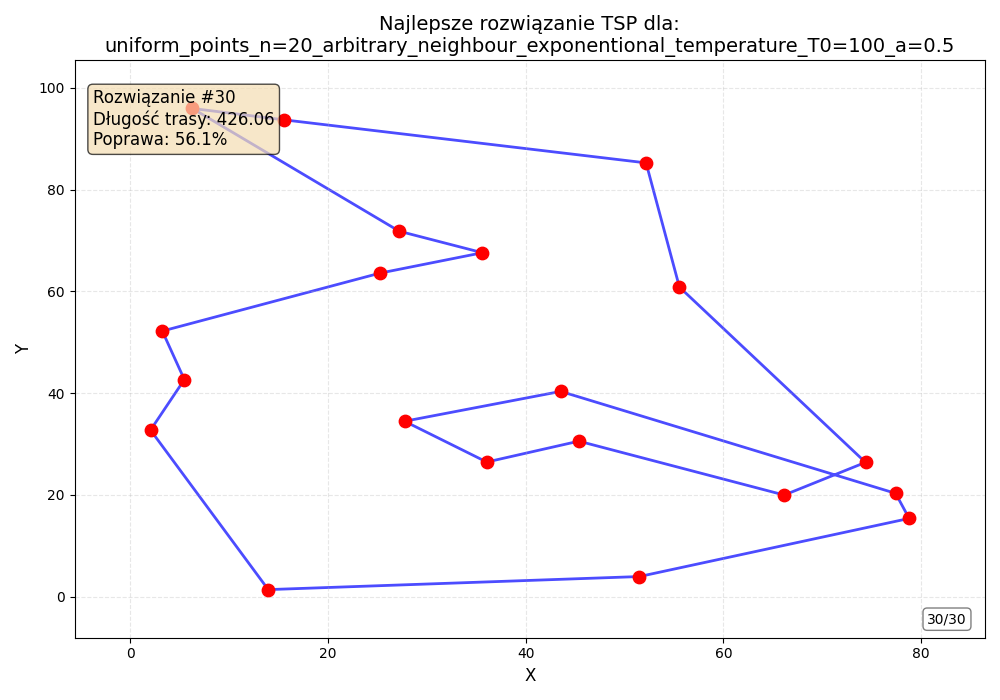 Najlepsze rozwiązanie TSP dla:
uniform_points_n=20_arbitrary_neighbour_exponentional_temperature_T0=100_a=0.5
Rozwiązanie #30
Długość trasy: 426.06
Poprawa: 56.1%
100
80
60
40
20
0
Y
30/30
0 20 40 60 80
X